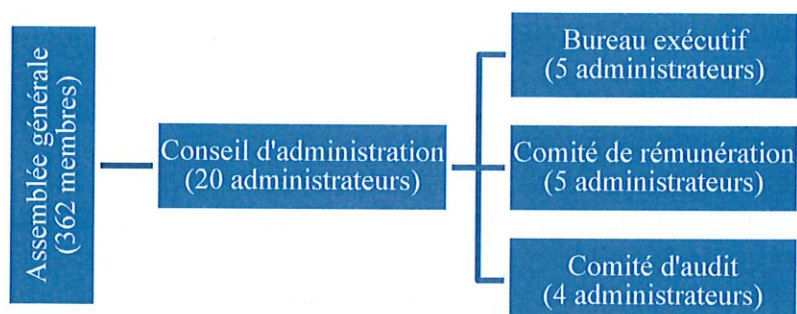 Assemblée générale
(362 membres)
Conseil d'administration
(20 administrateurs)
Bureau exécutif
(5 administrateurs)
Comité de rémunération
(5 administrateurs)
Comité d'audit
(4 administrateurs)